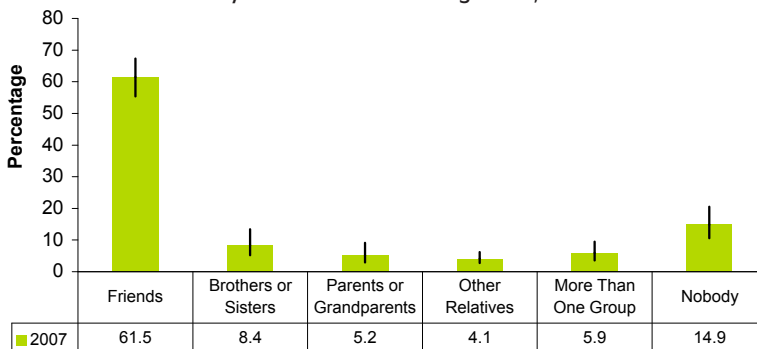 80
70
60
50
40
30
20
10
0
Percentage
Friends
Brothers or
Sisters
Parents or
Grandparents
Other
Relatives
More Than
One Group
Nobody
2007 61.5 8.4 5.2 4.1 5.9 14.9